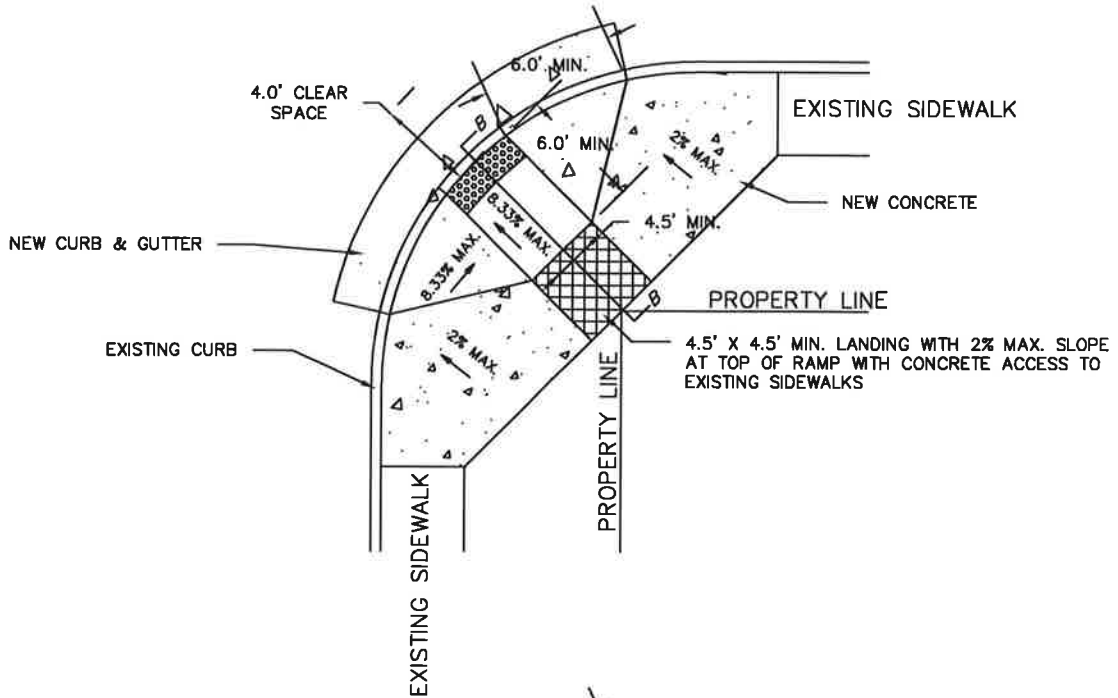 6.0' MIN.
4.0' CLEAR
SPACE
B
EXISTING SIDEWALK
6.0' MIN.
2% MAX.
NEW CONCRETE
8.33% MAX.
4.5' MIN.
NEW CURB & GUTTER
8.33% MAX.
B
PROPERTY LINE
EXISTING CURB
2% MAX.
4.5' X 4.5' MIN. LANDING WITH 2% MAX. SLOPE
AT TOP OF RAMP WITH CONCRETE ACCESS TO
EXISTING SIDEWALKS
PROPERTY LINE
EXISTING SIDEWALK